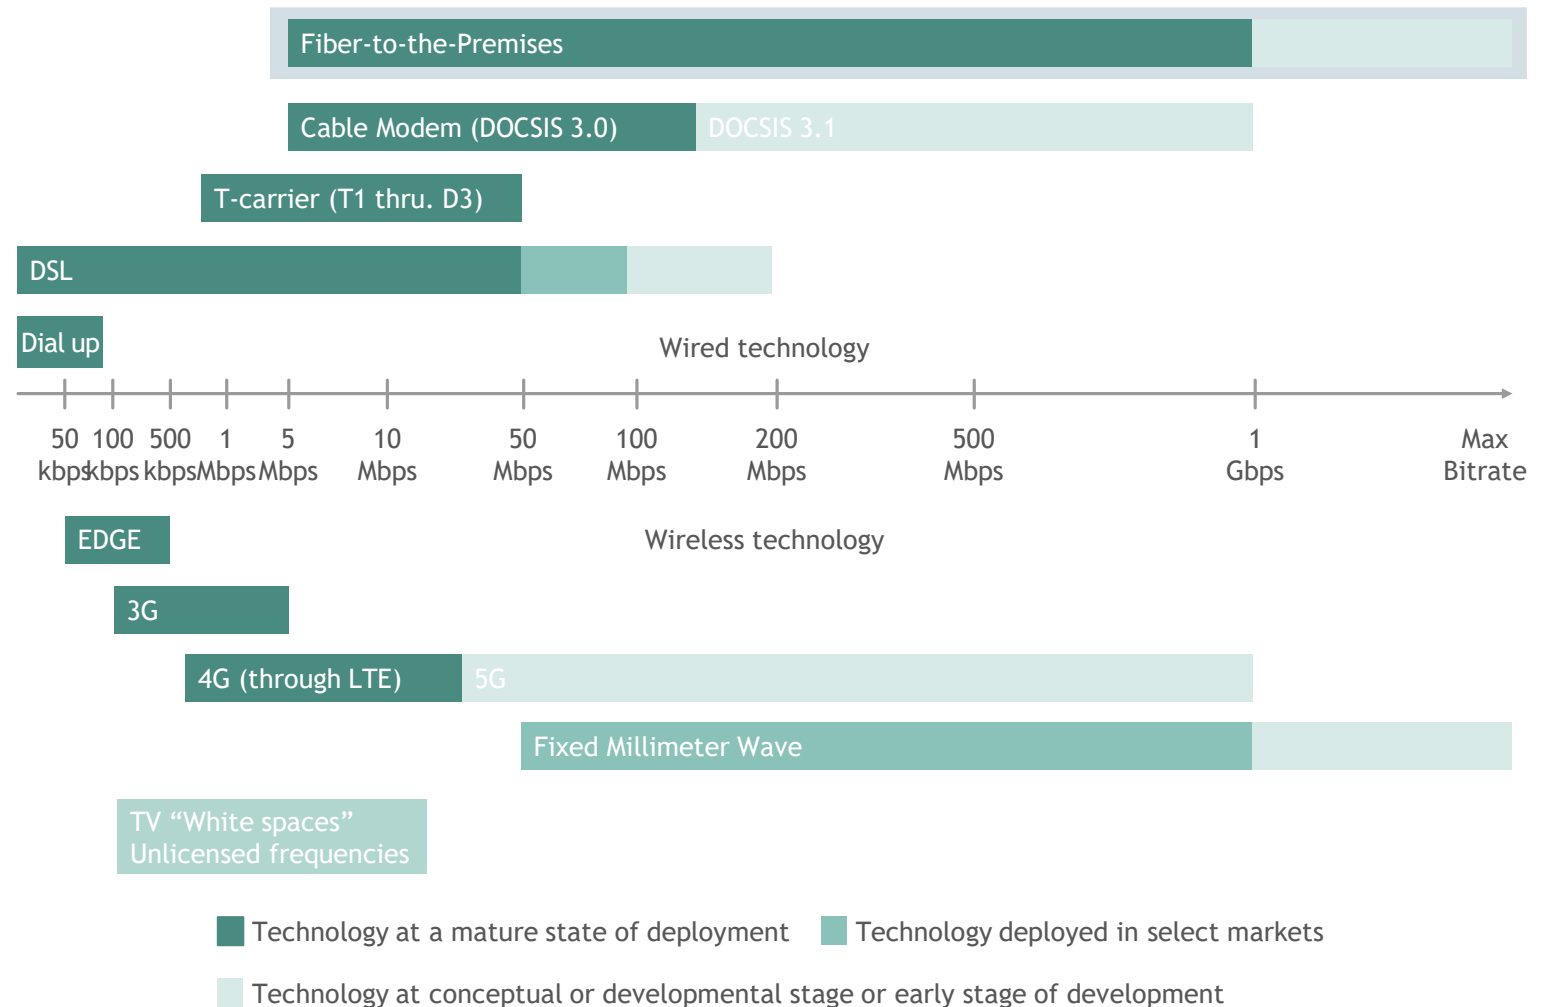 Fiber-to-the-Premises
Cable Modem (DOCSIS 3.0)
DOCSIS 3.1
T-carrier (T1 thru. D3)
DSL
Dial up
Wired technology
50 100 500 1 5 10 50 100 200 500 1 Max
kbps kbps kbps Mbps Mbps Mbps Mbps Mbps Mbps Mbps Gbps Bitrate
EDGE
Wireless technology
3G
4G (through LTE)
5G
Fixed Millimeter Wave
TV “White spaces”
Unlicensed frequencies
Technology at a mature state of deployment
Technology deployed in select markets
Technology at conceptual or developmental stage or early stage of development